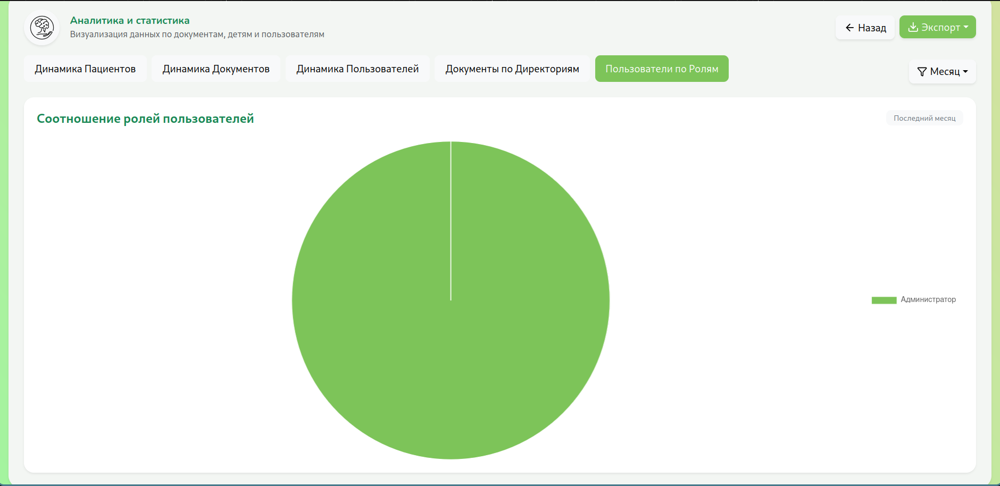 Аналитика и статистика
Визуализация данных по документам, детям и пользователям
Назад
Экспорт
Динамика Пациентов
Динамика Документов
Динамика Пользователей
Документы по Директориям
Пользователи по Ролям
Месяц
Соотношение ролей пользователей
Последний месяц
Администратор